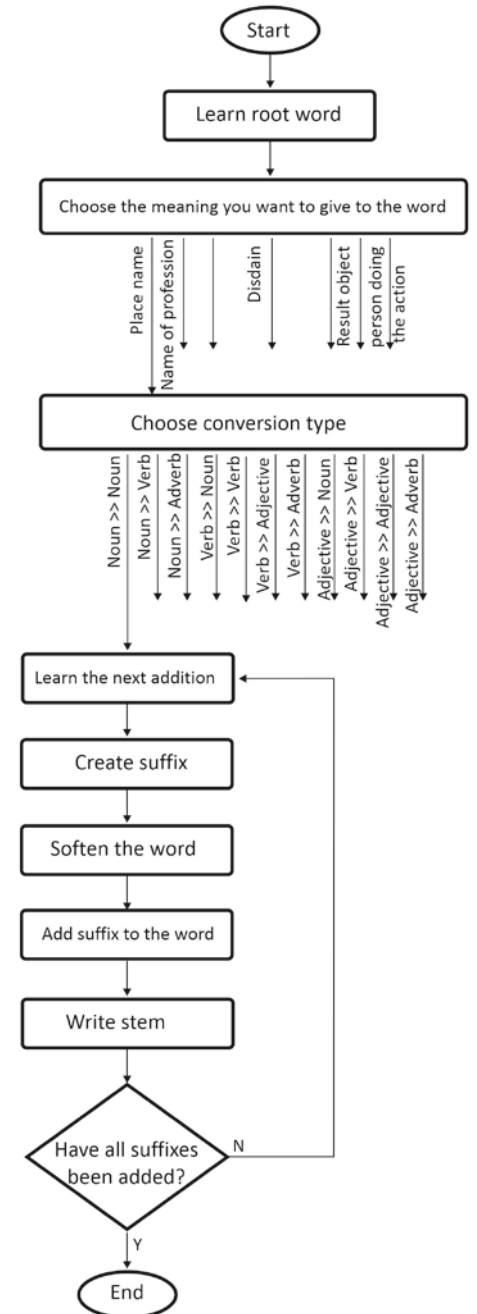 Start
Learn root word
Choose the meaning you want to give to the word
Place name
Name of profession
Disdain
Result object
person doing
the action
Choose conversion type
Noun >> Noun
Noun >> Verb
Noun >> Adverb
Verb >> Noun
Verb >> Verb
Verb >> Adjective
Verb >> Adverb
Adjective >> Noun
Adjective >> Verb
Adjective >> Adjective
Adjective >> Adverb
Learn the next addition
Create suffix
Soften the word
Add suffix to the word
Write stem
Have all suffixes
been added?
N
Y
End